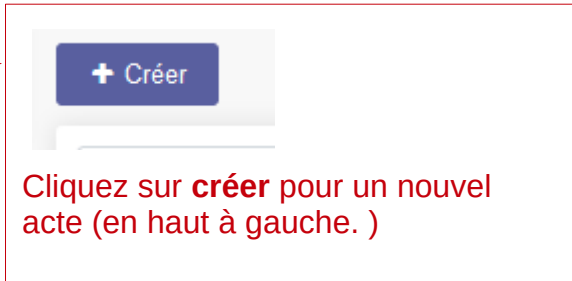 + Créer
Cliquez sur créer pour un nouvel
acte (en haut à gauche. )